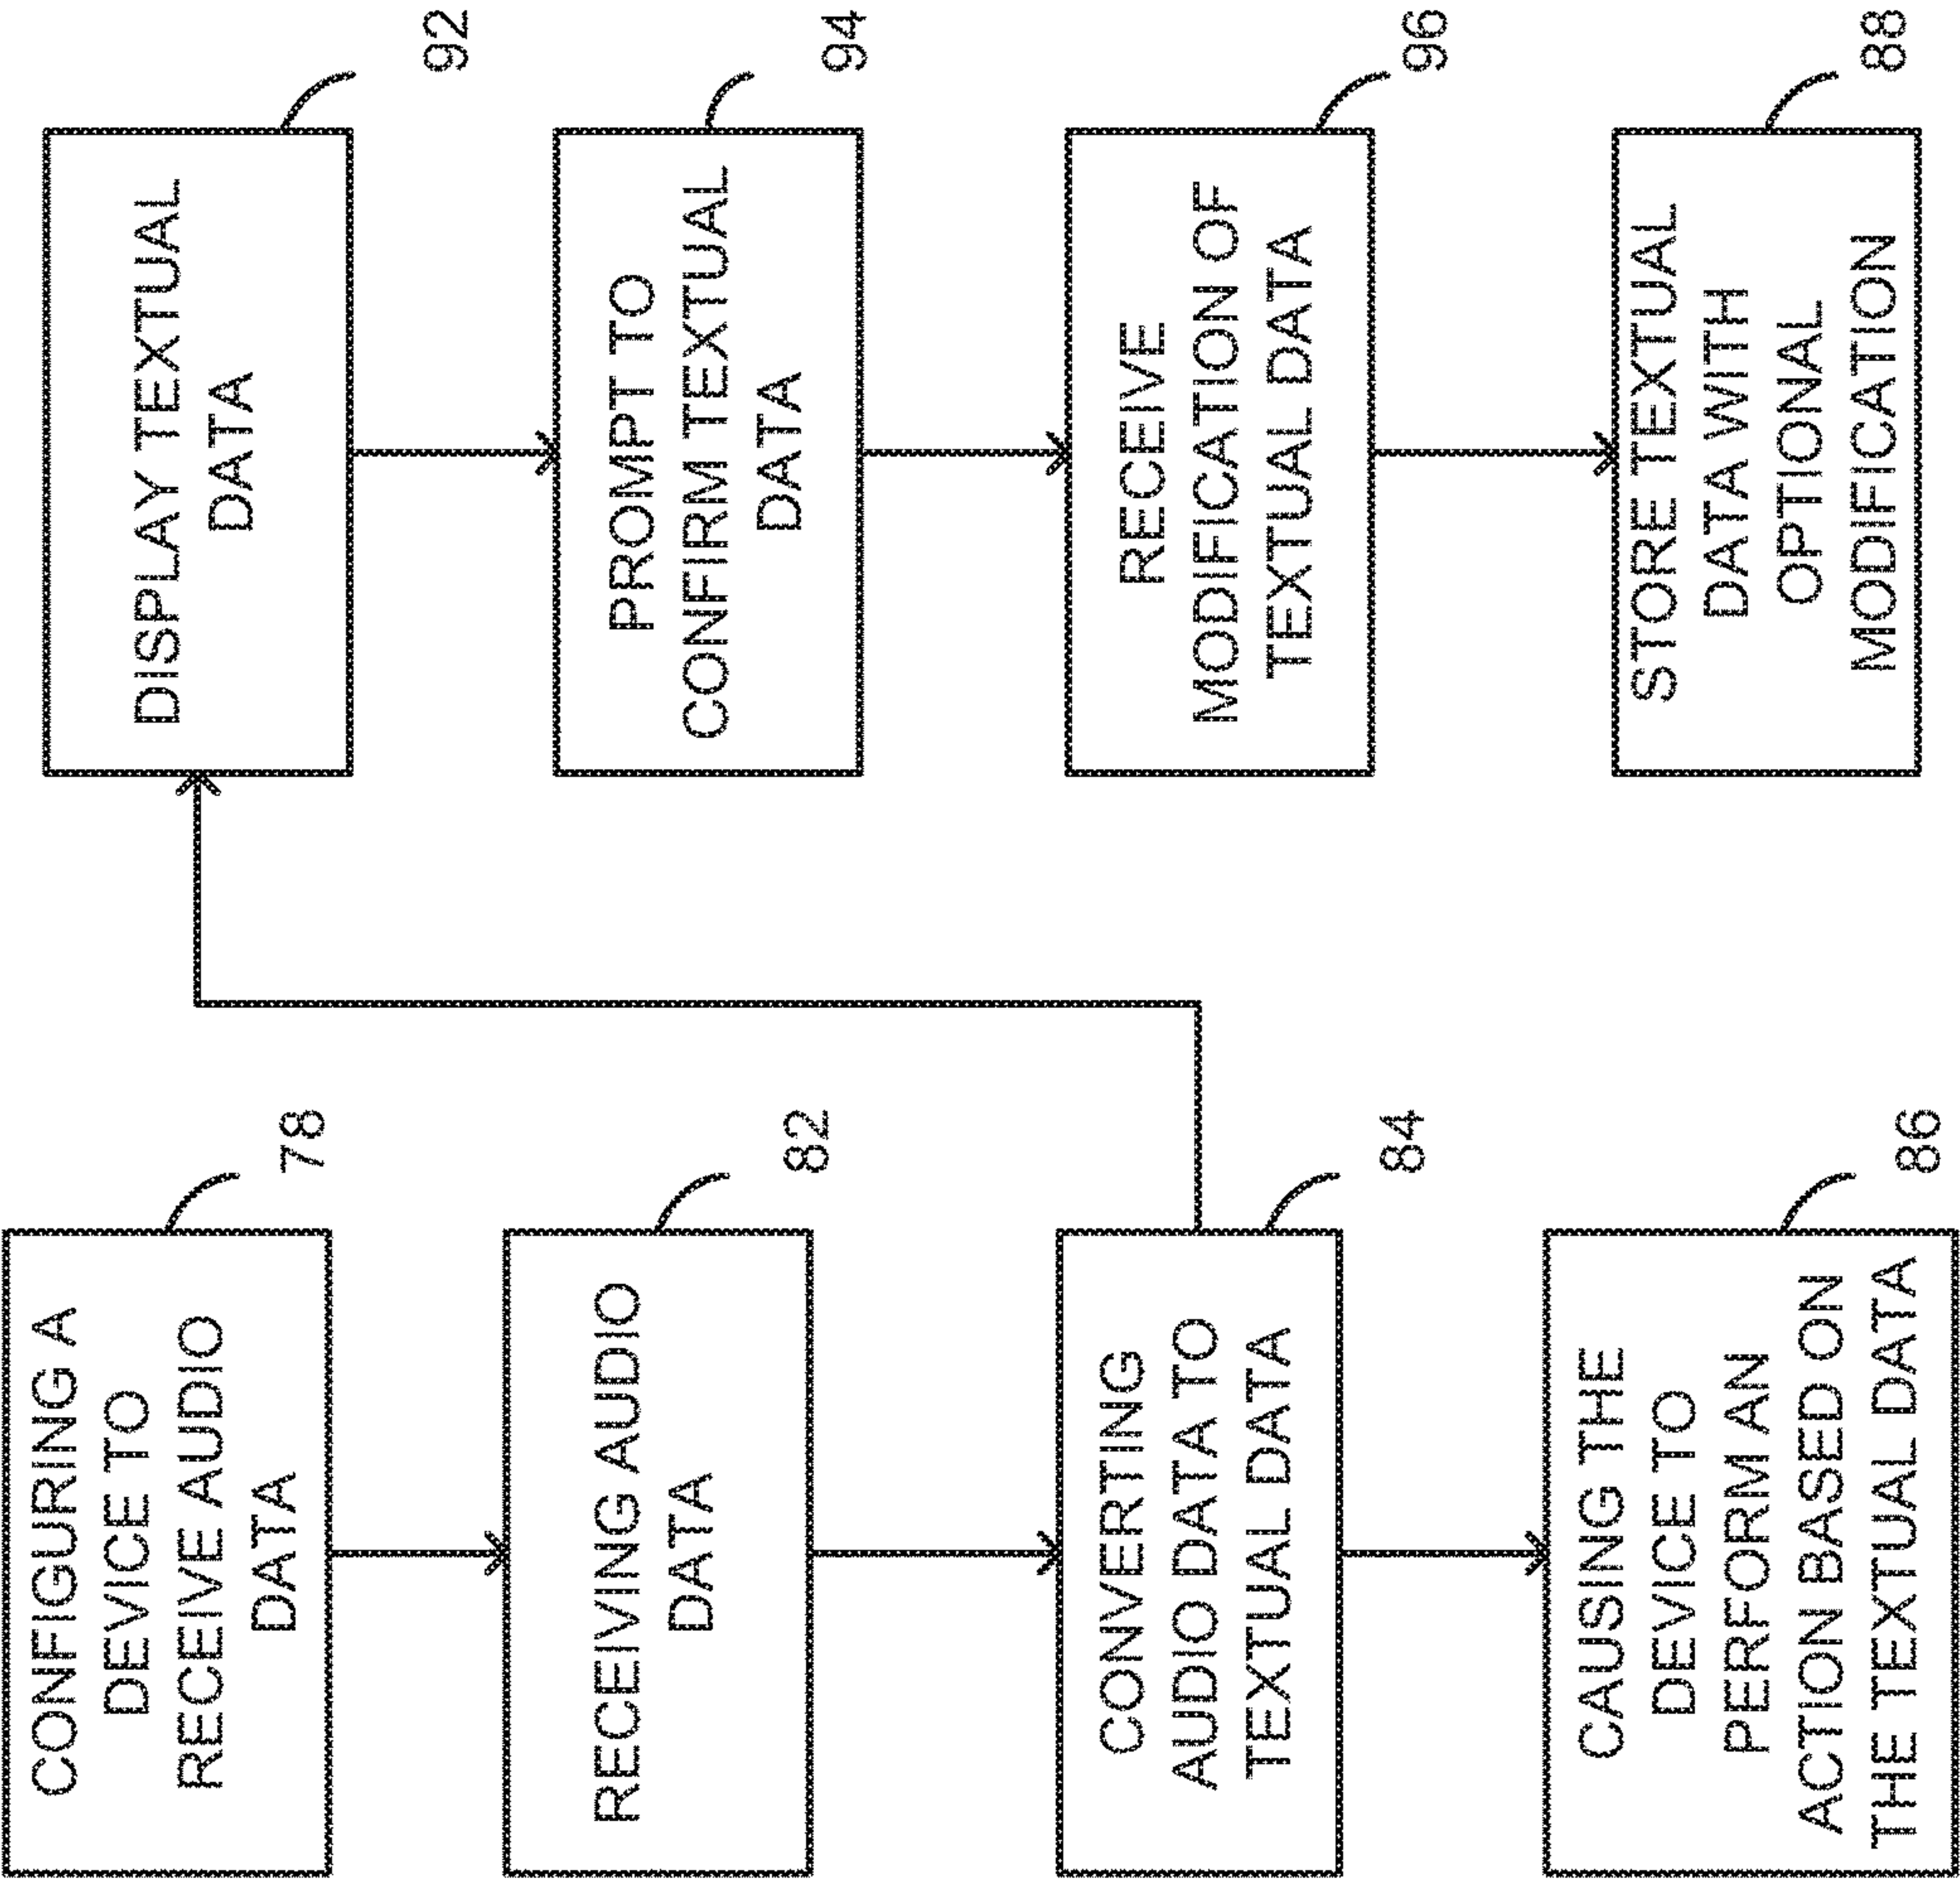 CONFIGURING A
DEVICE TO
RECEIVE AUDIO
DATA
78
RECEIVING AUDIO
DATA
82
CONVERTING
AUDIO DATA TO
TEXTUAL DATA
84
CAUSING THE
DEVICE TO
PERFORM AN
ACTION BASED ON
THE TEXTUAL DATA
86
DISPLAY TEXTUAL
DATA
92
PROMPT TO
CONFIRM TEXTUAL
DATA
94
RECEIVE
MODIFICATION OF
TEXTUAL DATA
96
STORE TEXTUAL
DATA WITH
OPTIONAL
MODIFICATION
88